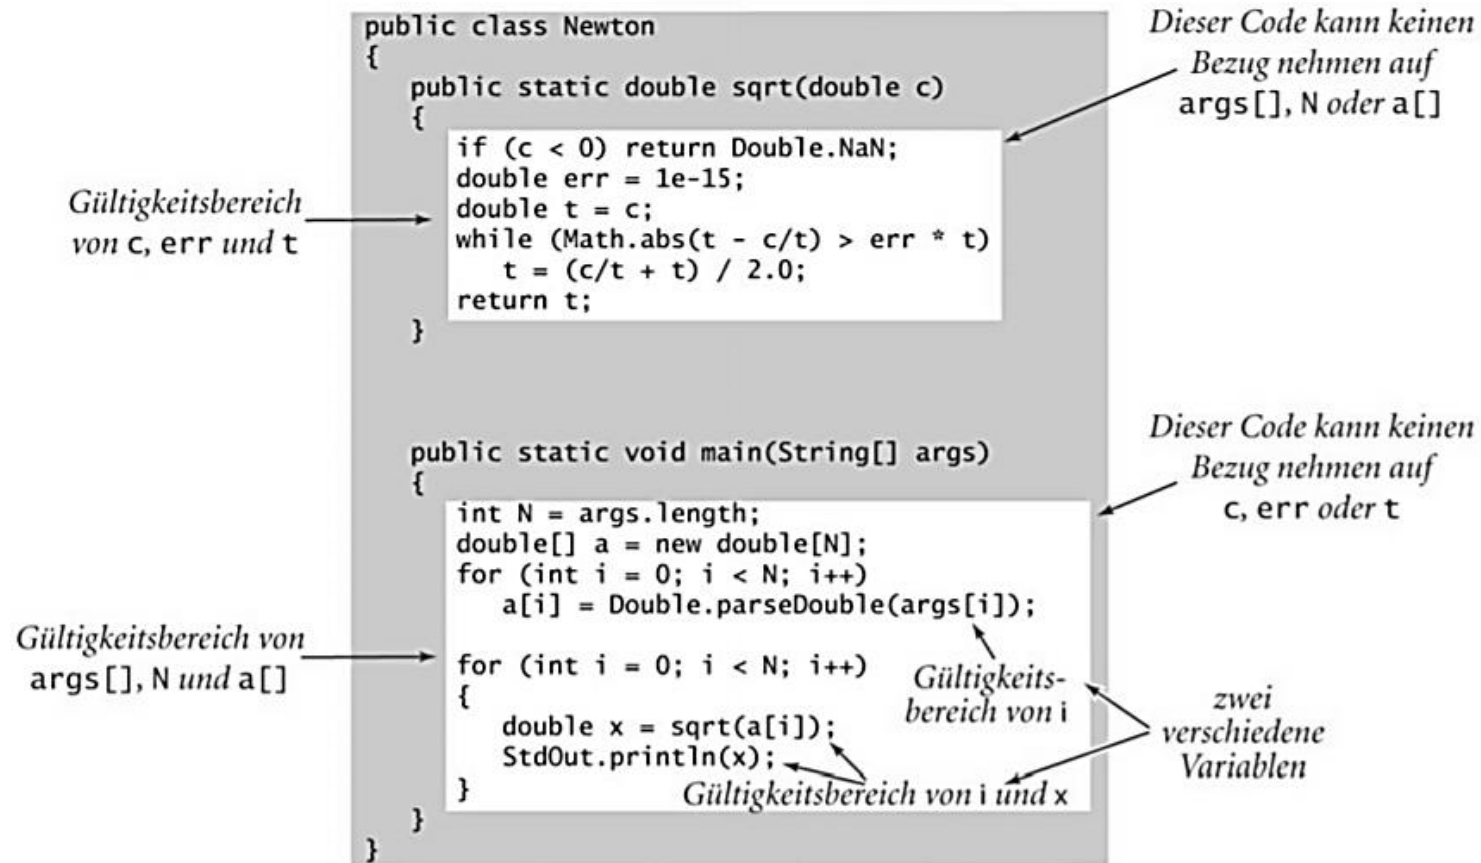 public class Newton
{
public static double sqrt(double c)
{
if (c < 0) return Double.NaN;
double err = 1e-15;
double t = c;
while (Math.abs(t - c/t) > err * t)
t = (c/t + t) / 2.0;
return t;
}
Dieser Code kann keinen
Bezug nehmen auf
args[], N oder a[]
Gültigkeitsbereich
von c, err und t
public static void main(String[] args)
{
int N = args.length;
double[] a = new double[N];
for (int i = 0; i < N; i++)
a[i] = Double.parseDouble(args[i]);
for (int i = 0; i < N; i++)
{
double x = sqrt(a[i]);
StdOut.println(x);
}
}
}
Dieser Code kann keinen
Bezug nehmen auf
c, err oder t
Gültigkeitsbereich von
args[], N und a[]
Gültigkeits-
bereich von i
zwei
verschiedene
Variablen
Gültigkeitsbereich von i und x